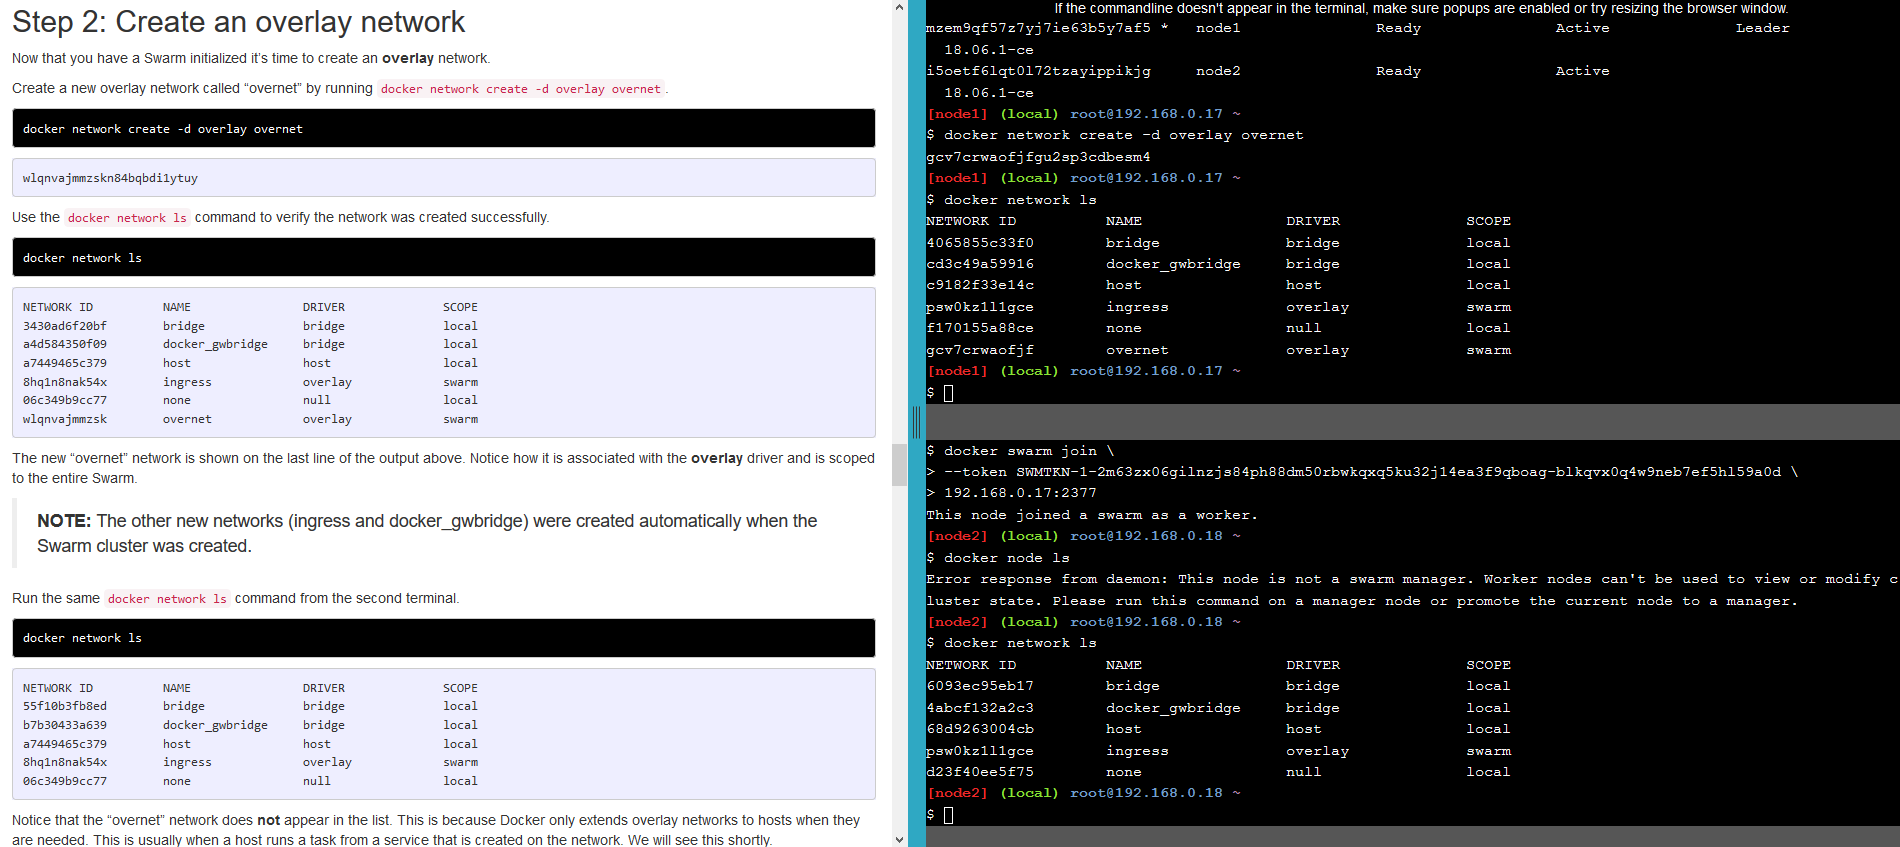 Step 2: Create an overlay network
Now that you have a Swarm initialized it's time to create an overlay network.
Create a new overlay network called “overnet” by running docker network create -d overlay overnet.
docker network create -d overlay overnet
wlqnvajmmzskn84bqbdi1ytuy
Use the docker network ls command to verify the network was created successfully.
docker network ls
NETWORK ID NAME DRIVER SCOPE
3430ad6f20bf bridge bridge local
a4d584350f09 docker_gwbridge bridge local
a7449465c379 host host local
8hq1n8nak54x ingress overlay swarm
06c349b9cc77 none null local
wlqnvajmmzsk overnet overlay swarm
The new “overnet” network is shown on the last line of the output above. Notice how it is associated with the overlay driver and is scoped
to the entire Swarm.
NOTE: The other new networks (ingress and docker_gwbridge) were created automatically when the
Swarm cluster was created.
Run the same docker network ls command from the second terminal.
docker network ls
NETWORK ID NAME DRIVER SCOPE
55f10b3fb8ed bridge bridge local
b7b30433a639 docker_gwbridge bridge local
a7449465c379 host host local
8hq1n8nak54x ingress overlay swarm
06c349b9cc77 none null local
Notice that the “overnet” network does not appear in the list. This is because Docker only extends overlay networks to hosts when they
are needed. This is usually when a host runs a task from a service that is created on the network. We will see this shortly.
If the commandline doesn't appear in the terminal, make sure popups are enabled or try resizing the browser window.
mzem9qf57z7yj7ie63b5y7af5 * node1 Ready Active Leader
18.06.1-ce
i5oetf6lqt0l72tzayippikjg node2 Ready Active
18.06.1-ce
[node1] (local) root@192.168.0.17 ~
$ docker network create -d overlay overnet
gcv7crwaofjfgu2sp3cdbesm4
[node1] (local) root@192.168.0.17 ~
$ docker network ls
NETWORK ID NAME DRIVER SCOPE
4065855c33f0 bridge bridge local
cd3c49a59916 docker_gwbridge bridge local
c9182f33e14c host host local
psw0kz1l1gce ingress overlay swarm
f170155a88ce none null local
gcv7crwaofjf overnet overlay swarm
[node1] (local) root@192.168.0.17 ~
$
$ docker swarm join \
> --token SWMTKN-1-2m63zx06gilnzjs84ph88dm50rbwkqxq5ku32j14ea3f9qboag-blkqvx0q4w9neb7ef5hl59a0d \
> 192.168.0.17:2377
This node joined a swarm as a worker.
[node2] (local) root@192.168.0.18 ~
$ docker node ls
Error response from daemon: This node is not a swarm manager. Worker nodes can't be used to view or modify c
luster state. Please run this command on a manager node or promote the current node to a manager.
[node2] (local) root@192.168.0.18 ~
$ docker network ls
NETWORK ID NAME DRIVER SCOPE
6093ec95eb17 bridge bridge local
4abcf132a2c3 docker_gwbridge bridge local
68d9263004cb host host local
psw0kz1l1gce ingress overlay swarm
d23f40ee5f75 none null local
[node2] (local) root@192.168.0.18 ~
$